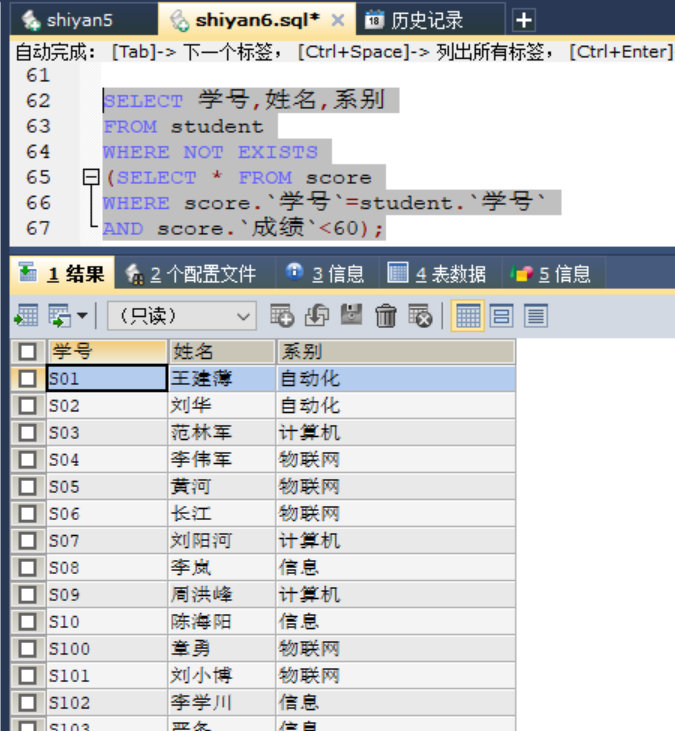 shiyan5 shiyan6.sql* 历史记录
自动完成： [Tab]-> 下一个标签， [Ctrl+Space]-> 列出所有标签， [Ctrl+Enter]
61
62 SELECT 学号,姓名,系别
63 FROM student
64 WHERE NOT EXISTS
65 (SELECT * FROM score
66 WHERE score.`学号`=student.`学号`
67 AND score.`成绩`<60);
1 结果 2 个配置文件 3 信息 4 表数据 5 信息
（只读）
学号 姓名 系别
S01 王建薄 自动化
S02 刘华 自动化
S03 范林军 计算机
S04 李伟军 物联网
S05 黄河 物联网
S06 长江 物联网
S07 刘阳河 计算机
S08 李岚 信息
S09 周洪峰 计算机
S10 陈海阳 信息
S100 章勇 物联网
S101 刘小博 物联网
S102 李学川 信息
S103 信息